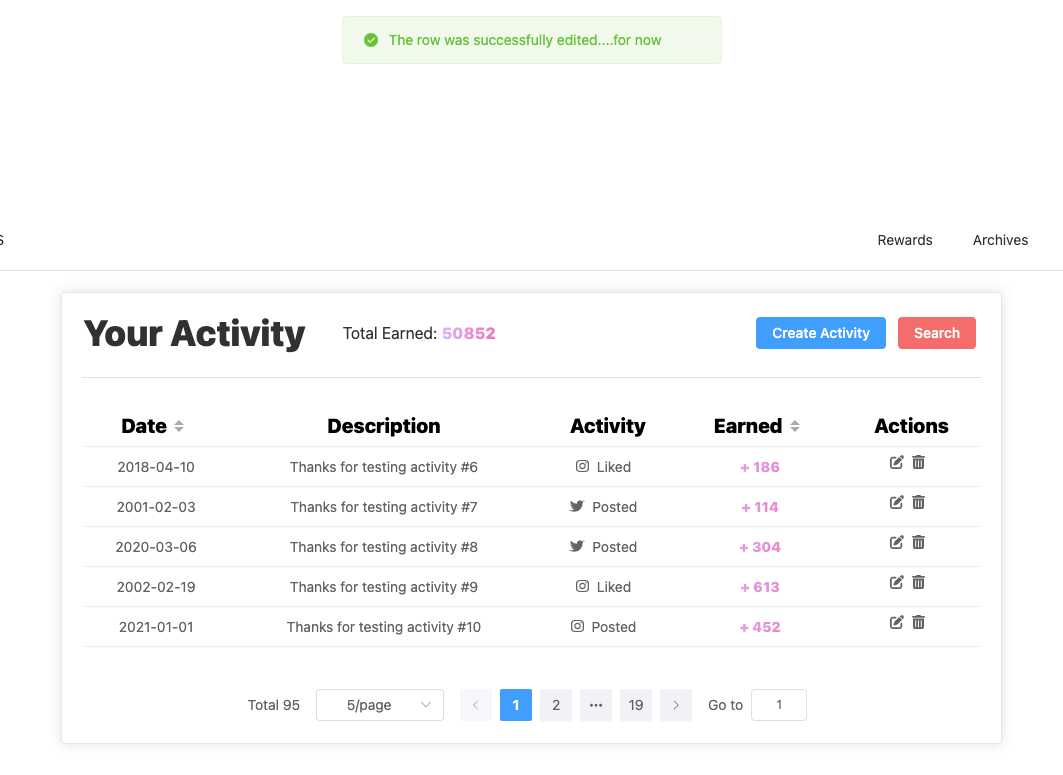 The row was successfully edited....for now
S Rewards Archives
Your Activity Total Earned: 50852 Create Activity Search
Date Description Activity Earned Actions
2018-04-10 Thanks for testing activity #6 Liked + 186
2001-02-03 Thanks for testing activity #7 Posted + 114
2020-03-06 Thanks for testing activity #8 Posted + 304
2002-02-19 Thanks for testing activity #9 Liked + 613
2021-01-01 Thanks for testing activity #10 Posted + 452
Total 95 5/page 1 2 ••• 19 Go to 1